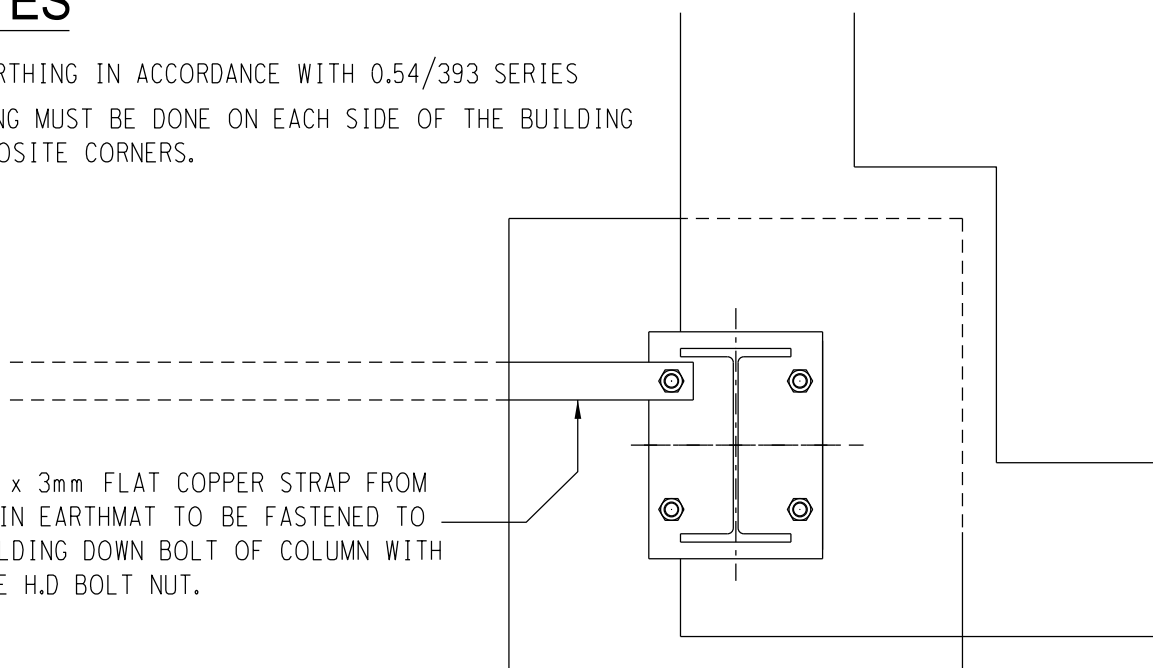 ES
RTHING IN ACCORDANCE WITH 0.54/393 SERIES
NG MUST BE DONE ON EACH SIDE OF THE BUILDING
OSITE CORNERS.
x 3mm FLAT COPPER STRAP FROM
IN EARTHMAT TO BE FASTENED TO
LDING DOWN BOLT OF COLUMN WITH
E H.D BOLT NUT.